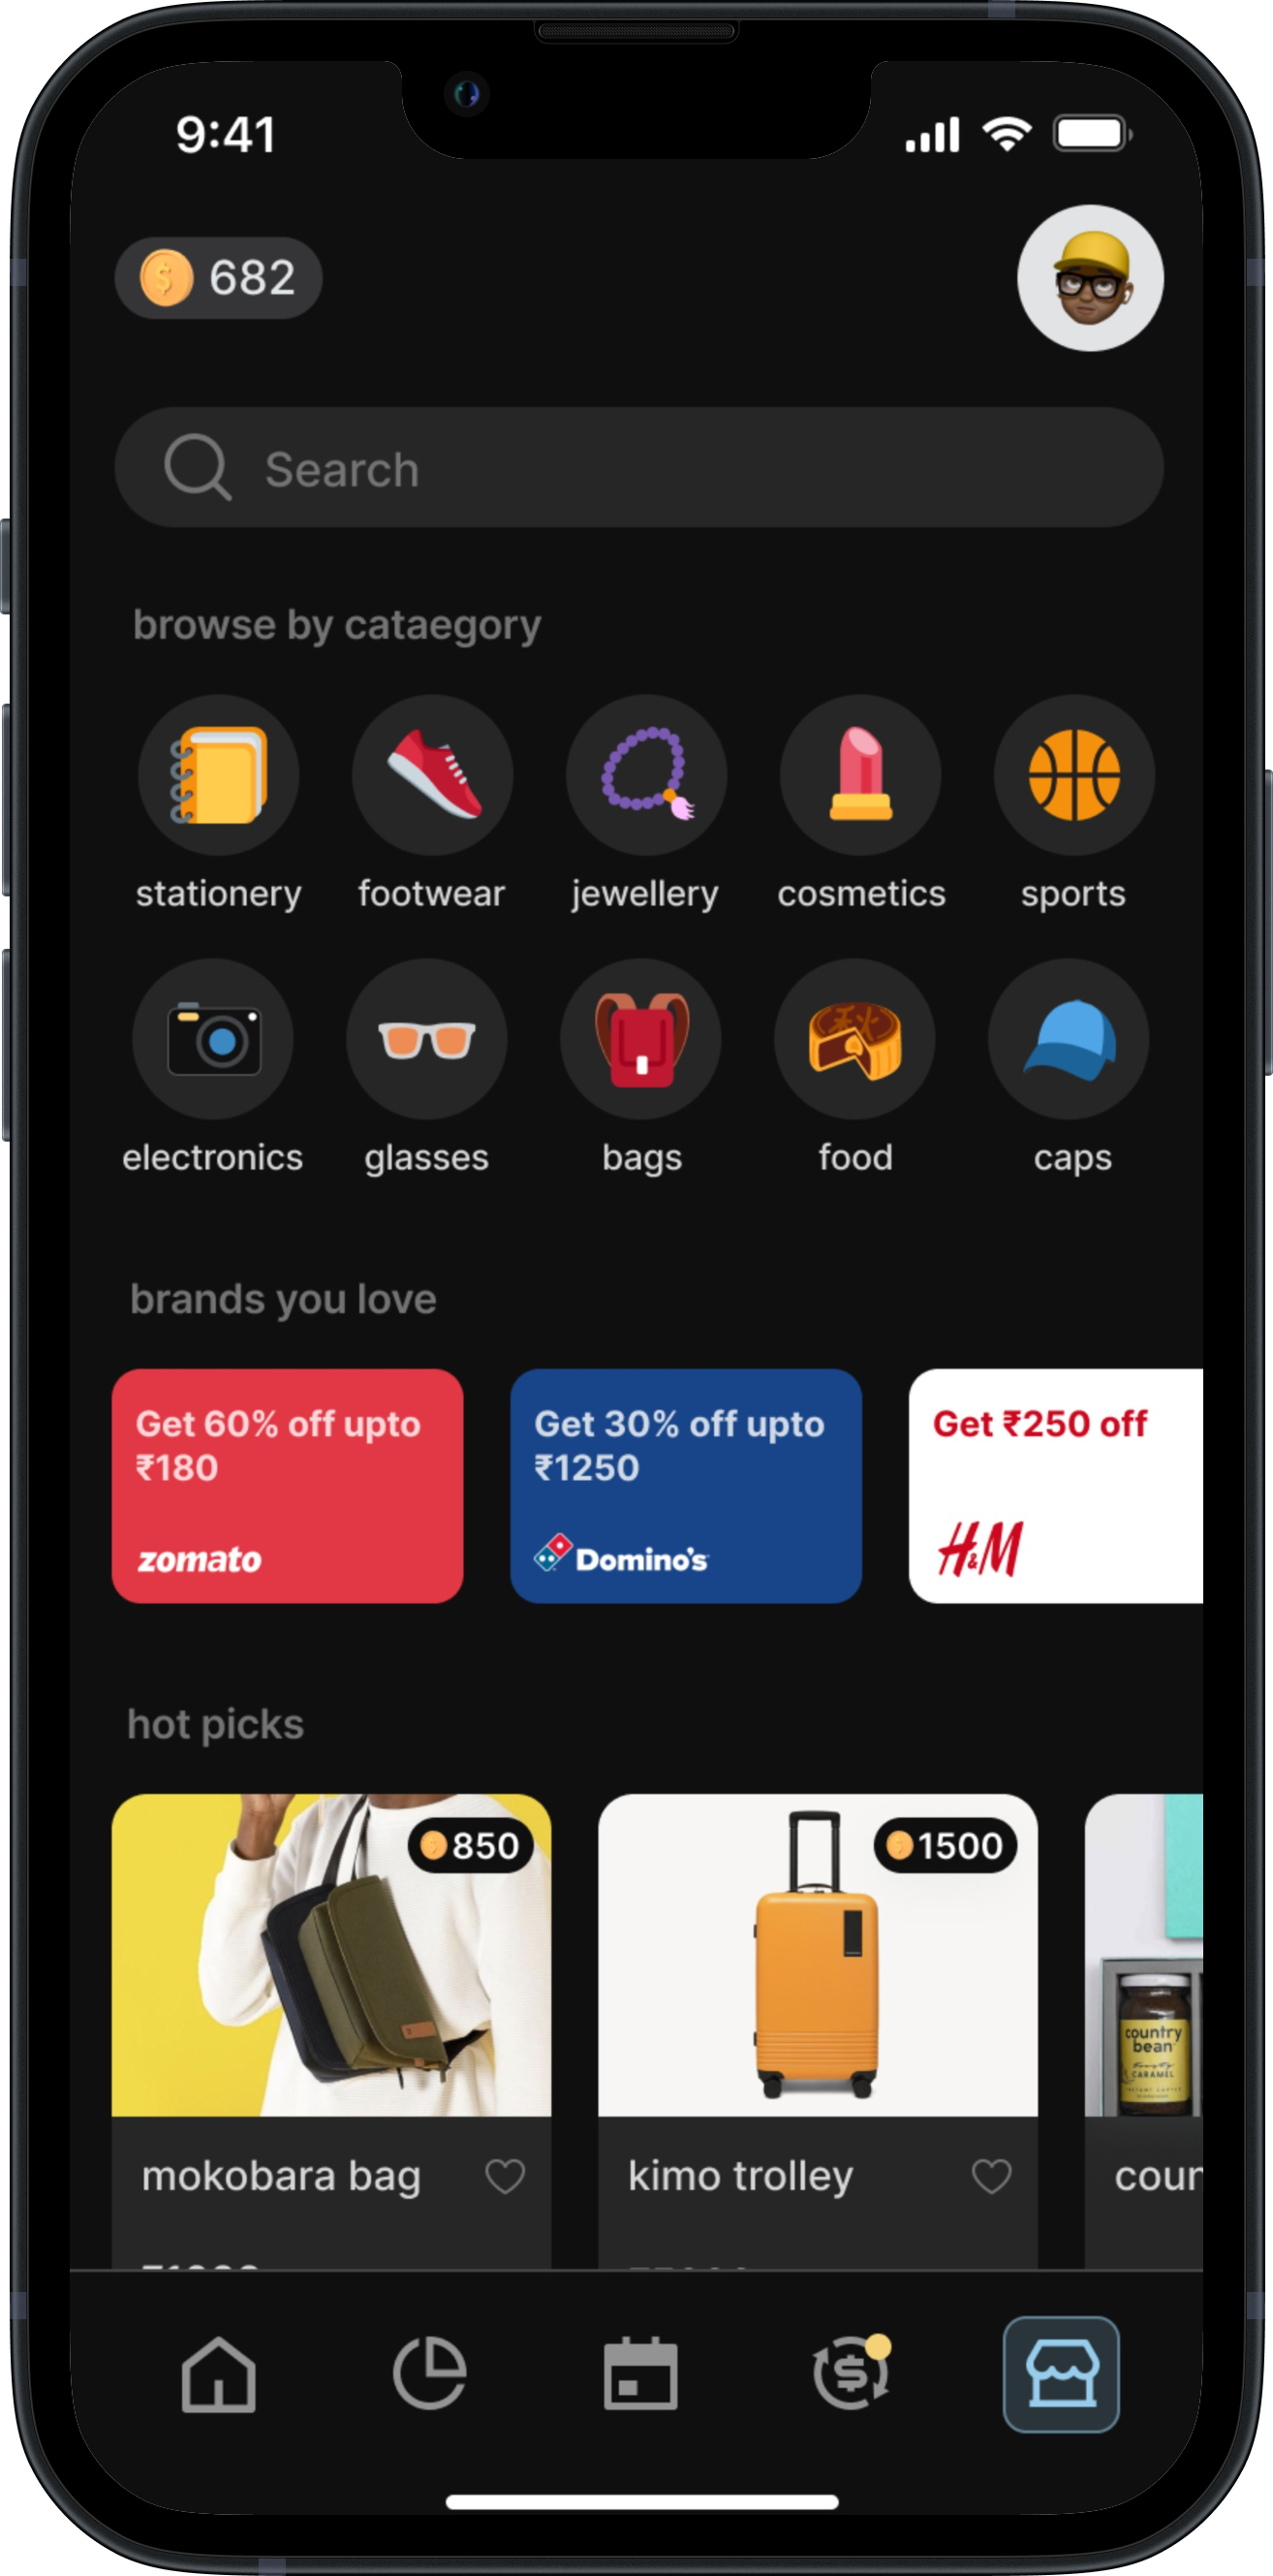 9:41
682
Search
browse by cataegory
stationery footwear jewellery cosmetics sports
electronics glasses bags food caps
brands you love
Get 60% off upto
₹180
zomato
Get 30% off upto
₹1250
Domino's
Get ₹250 off
H&M
hot picks
850
1500
country
bean
CARAMEL
mokobara bag
kimo trolley
coun